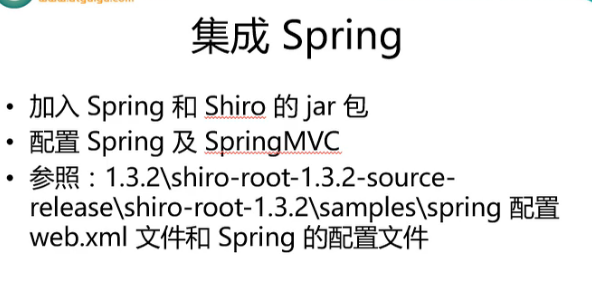 集成 Spring
• 加入 Spring 和 Shiro 的 jar 包
• 配置 Spring 及 SpringMVC
• 参照：1.3.2\shiro-root-1.3.2-source-
release\shiro-root-1.3.2\samples\spring 配置
web.xml 文件和 Spring 的配置文件